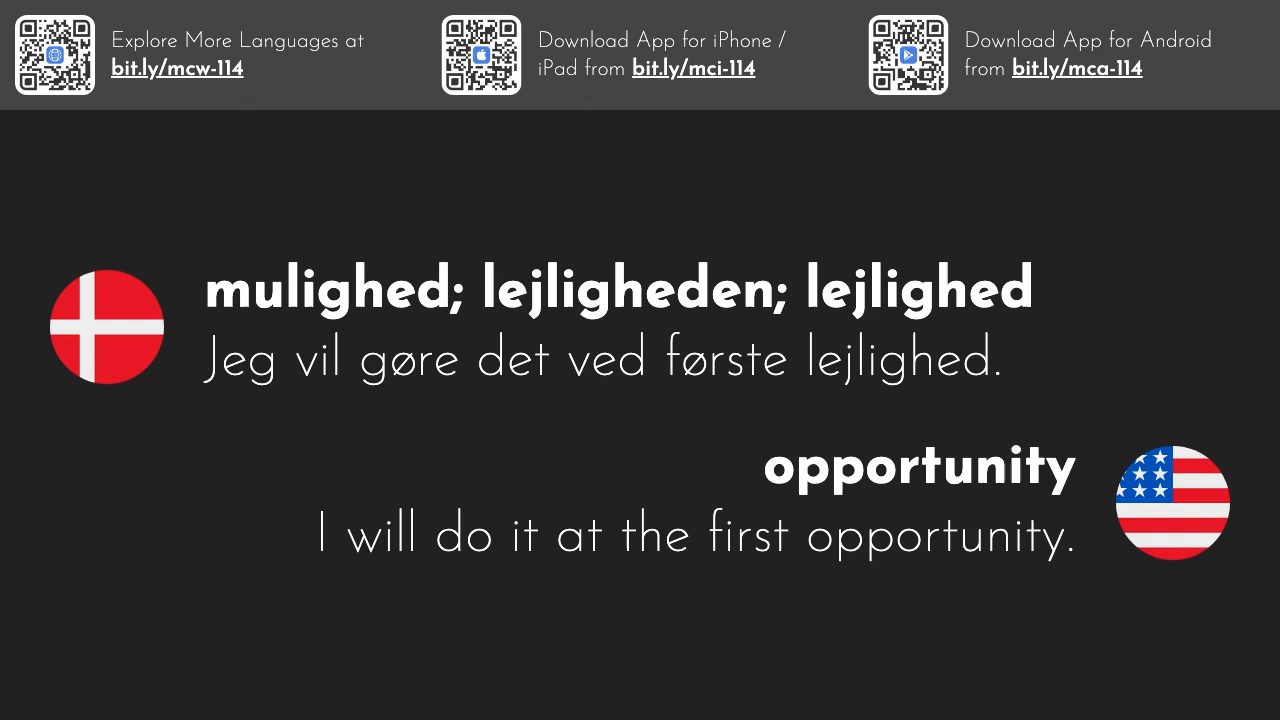 Explore More Languages at
bit.ly/mcw-114
Download App for iPhone /
iPad from bit.ly/mci-114
Download App for Android
from bit.ly/mca-114
mulighed; lejligheden; lejlighed
Jeg vil gøre det ved første lejlighed.
opportunity
I will do it at the first opportunity.